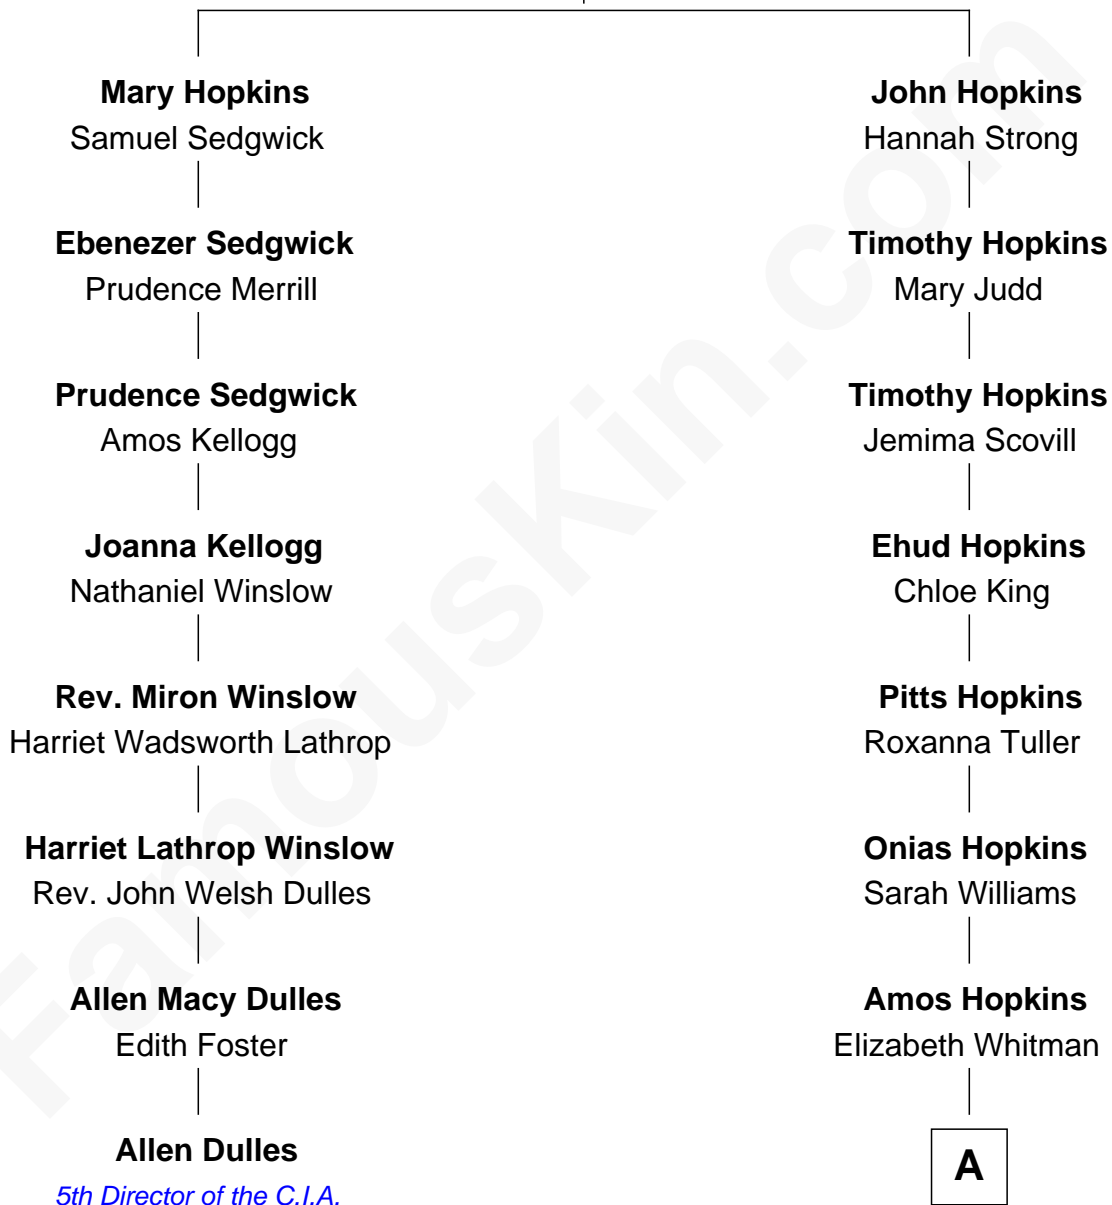 Mary Hopkins
Samuel Sedgwick
Ebenezer Sedgwick
Prudence Merrill
Prudence Sedgwick
Amos Kellogg
Joanna Kellogg
Nathaniel Winslow
Rev. Miron Winslow
Harriet Wadsworth Lathrop
Harriet Lathrop Winslow
Rev. John Welsh Dulles
Allen Macy Dulles
Edith Foster
Allen Dulles
5th Director of the C.I.A.
John Hopkins
Hannah Strong
Timothy Hopkins
Mary Judd
Timothy Hopkins
Jemima Scovill
Ehud Hopkins
Chloe King
Pitts Hopkins
Roxanna Tuller
Onias Hopkins
Sarah Williams
Amos Hopkins
Elizabeth Whitman
A
FamousKin.com